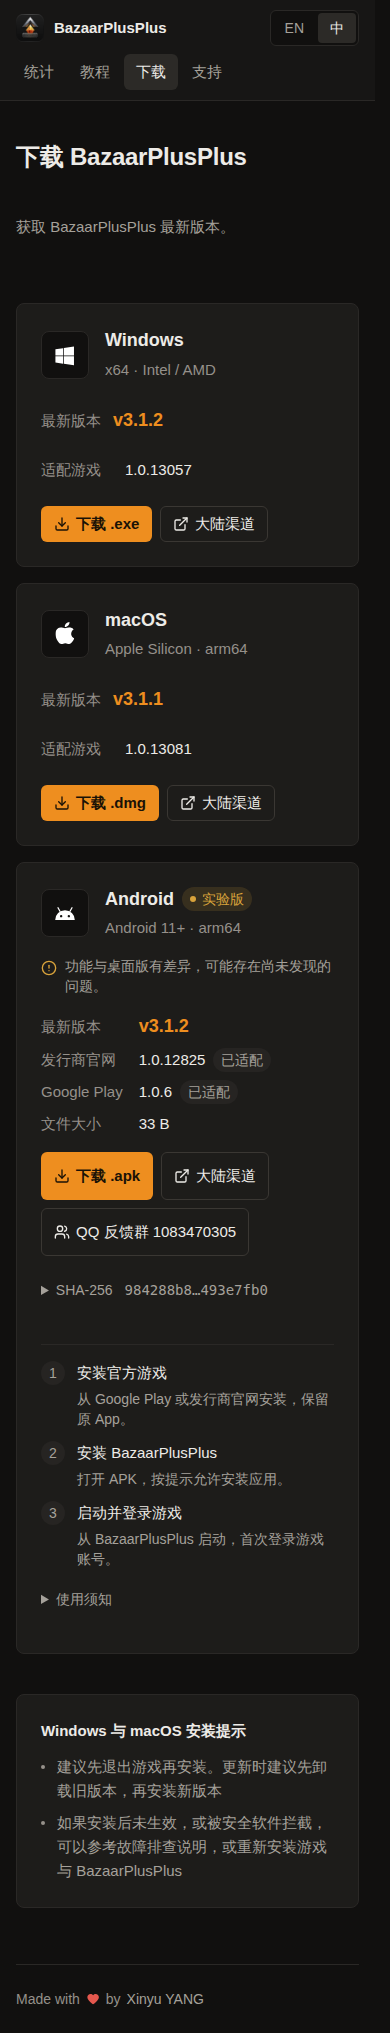 BazaarPlusPlus
EN 中
统计 教程 下载 支持
下载 BazaarPlusPlus
获取 BazaarPlusPlus 最新版本。
Windows
x64 · Intel / AMD
最新版本 v3.1.2
适配游戏 1.0.13057
下载 .exe 大陆渠道
macOS
Apple Silicon · arm64
最新版本 v3.1.1
适配游戏 1.0.13081
下载 .dmg 大陆渠道
Android 实验版
Android 11+ · arm64
功能与桌面版有差异，可能存在尚未发现的
问题。
最新版本 v3.1.2
发行商官网 1.0.12825 已适配
Google Play 1.0.6 已适配
文件大小 33 B
下载 .apk 大陆渠道
QQ 反馈群 1083470305
SHA-256 984288b8…493e7fb0
1 安装官方游戏
从 Google Play 或发行商官网安装，保留
原 App。
2 安装 BazaarPlusPlus
打开 APK，按提示允许安装应用。
3 启动并登录游戏
从 BazaarPlusPlus 启动，首次登录游戏
账号。
使用须知
Windows 与 macOS 安装提示
• 建议先退出游戏再安装。更新时建议先卸
载旧版本，再安装新版本
• 如果安装后未生效，或被安全软件拦截，
可以参考故障排查说明，或重新安装游戏
与 BazaarPlusPlus
Made with ❤ by Xinyu YANG